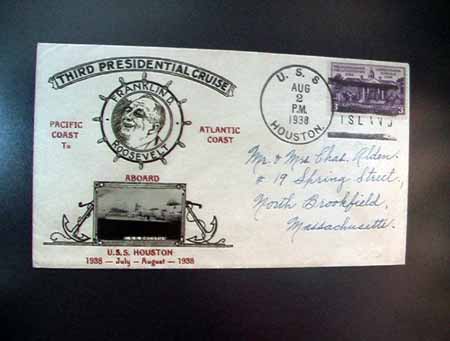 THIRD PRESIDENTIAL CRUISE
FRANKLIN D.
ROOSEVELT
PACIFIC
COAST
To
ATLANTIC
COAST
ABOARD
U.S.S. HOUSTON
1938 — July — August — 1938
U. S. S
AUG
2
P.M.
1938
HOUSTON
ISLAND
Mr & Mrs Chas. Alden.
# 19 Spring Street,
North Brookfield,
Massachusetts.